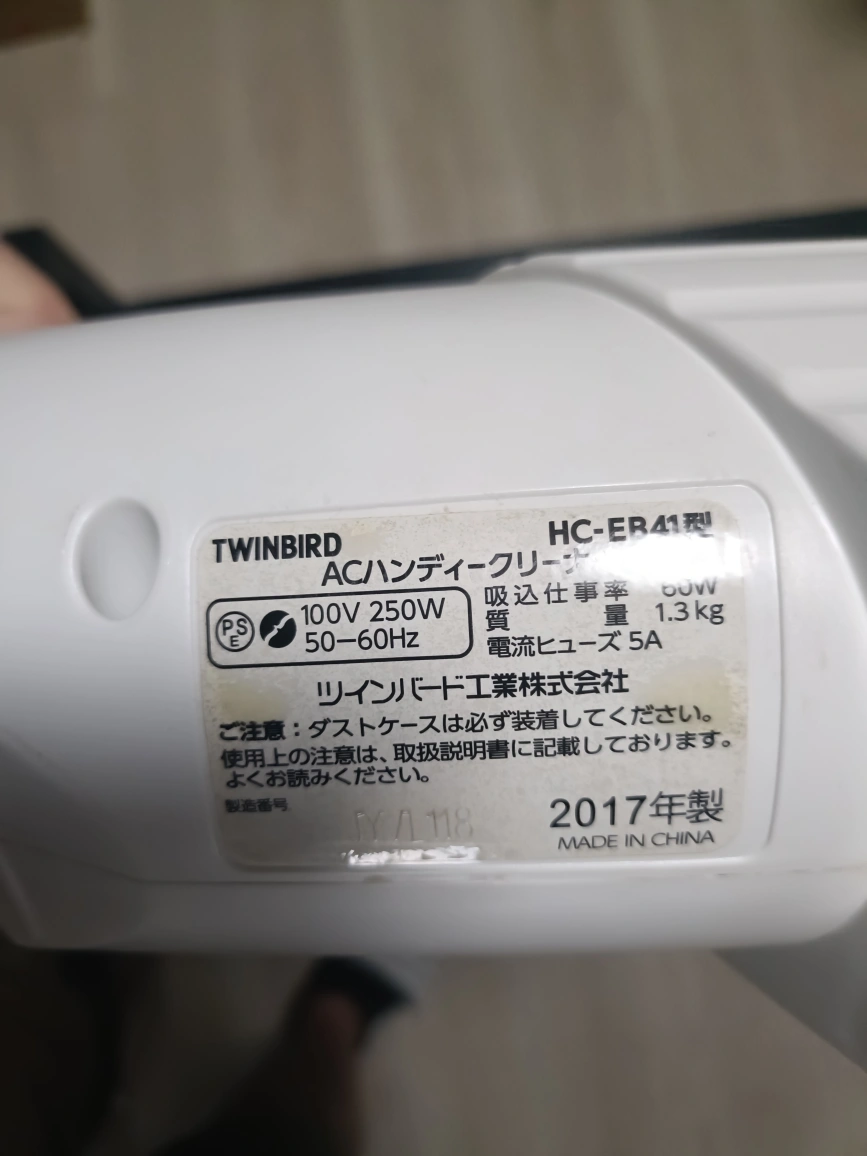 TWINBIRD
HC-EB41型
ACハンディークリーナ
PSE
100V 250W
50-60Hz
吸込仕事率 60W
質量 1.3kg
電流ヒューズ 5A
ツインバード工業株式会社
ご注意：ダストケースは必ず装着してください。
使用上の注意は、取扱説明書に記載しております。
よくお読みください。
製造番号
2017年製
MADE IN CHINA